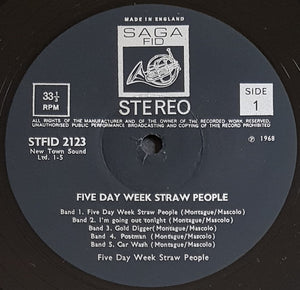 MADE IN ENGLAND
SAGA
FID
33⅓
RPM
STEREO
SIDE
1
ALL RIGHTS OF THE MANUFACTURER AND OF THE OWNER OF THE RECORDED WORK RESERVED,
UNAUTHORISED PUBLIC PERFORMANCE BROADCASTING AND COPYING OF THIS RECORD PROHIBITED
STFID 2123
New Town Sound
Ltd. 1-5
℗ 1968
FIVE DAY WEEK STRAW PEOPLE
Band 1. Five Day Week Straw People (Montague/Mascolo)
Band 2. I'm going out tonight (Montague/Mascolo)
Band 3. Gold Digger (Montague/Mascolo)
Band 4. Postman (Montague/Mascolo)
Band 5. Car Wash (Montague/Mascolo)
Five Day Week Straw People